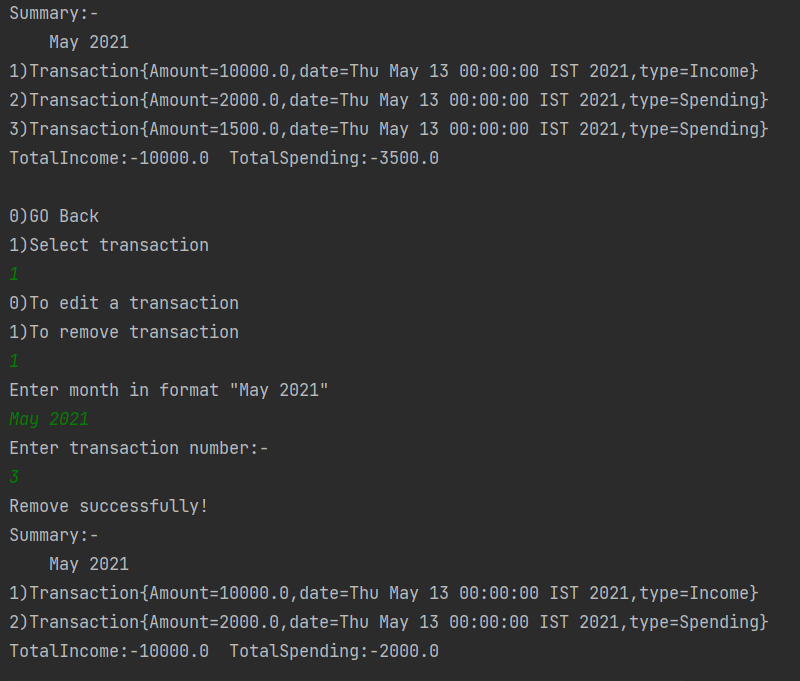 Summary:-
    May 2021
1)Transaction{Amount=10000.0,date=Thu May 13 00:00:00 IST 2021,type=Income}
2)Transaction{Amount=2000.0,date=Thu May 13 00:00:00 IST 2021,type=Spending}
3)Transaction{Amount=1500.0,date=Thu May 13 00:00:00 IST 2021,type=Spending}
TotalIncome:-10000.0  TotalSpending:-3500.0
0)GO Back
1)Select transaction
1
0)To edit a transaction
1)To remove transaction
1
Enter month in format "May 2021"
May 2021
Enter transaction number:-
3
Remove successfully!
Summary:-
    May 2021
1)Transaction{Amount=10000.0,date=Thu May 13 00:00:00 IST 2021,type=Income}
2)Transaction{Amount=2000.0,date=Thu May 13 00:00:00 IST 2021,type=Spending}
TotalIncome:-10000.0  TotalSpending:-2000.0